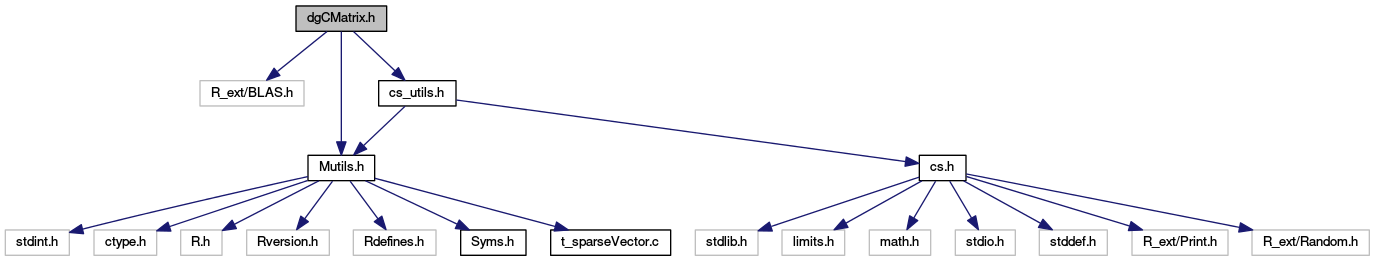 dgCMatrix.h
R_ext/BLAS.h
cs_utils.h
Mutils.h
cs.h
stdint.h
ctype.h
R.h
Rversion.h
Rdefines.h
Syms.h
t_sparseVector.c
stdlib.h
limits.h
math.h
stdio.h
stddef.h
R_ext/Print.h
R_ext/Random.h